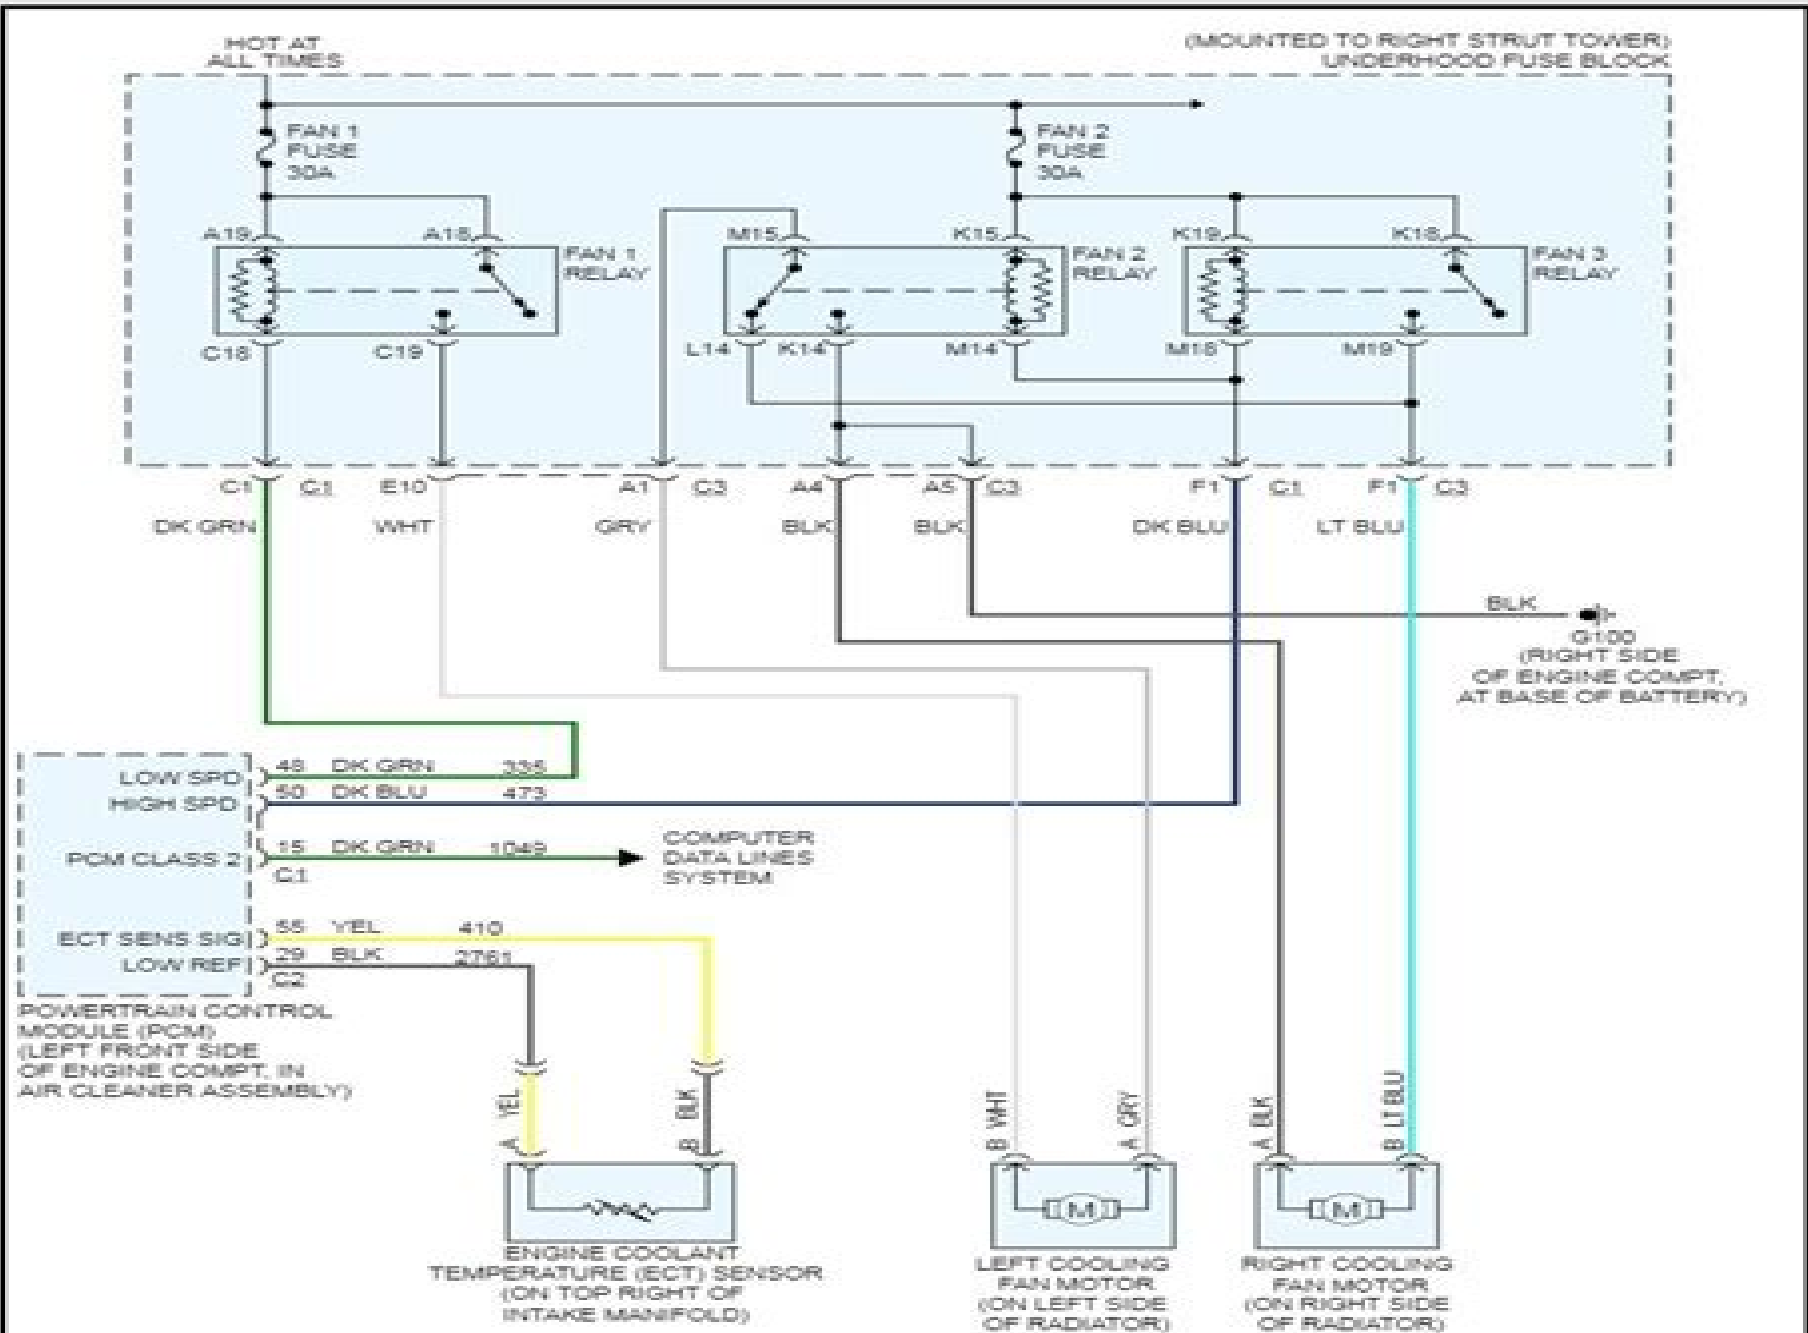 HOT AT
ALL TIMES
(MOUNTED TO RIGHT STRUT TOWER)
UNDERHOOD FUSE BLOCK
FAN 1
FUSE
30A
FAN 2
FUSE
30A
A19
A18
M15
K15
K19
K18
FAN 1
RELAY
FAN 2
RELAY
FAN 3
RELAY
C18
C19
L14
K14
M14
M18
M19
C1
C1
E10
A1
C3
A4
A5
C3
F1
C1
F1
C3
DK GRN
WHT
GRY
BLK
BLK
DK BLU
LT BLU
BLK
G100
(RIGHT SIDE
OF ENGINE COMPT,
AT BASE OF BATTERY)
LOW SPD
48 DK GRN 335
HIGH SPD
50 DK BLU 473
PCM CLASS 2
15 DK GRN 1049
C1
COMPUTER
DATA LINES
SYSTEM
ECT SENS SIG
55 YEL 410
LOW REF
29 BLK 2761
C2
POWERTRAIN CONTROL
MODULE (PCM)
(LEFT FRONT SIDE
OF ENGINE COMPT, IN
AIR CLEANER ASSEMBLY)
A YEL
B BLK
B WHT
A GRY
A BLK
B LT BLU
M
M
ENGINE COOLANT
TEMPERATURE (ECT) SENSOR
(ON TOP RIGHT OF
INTAKE MANIFOLD)
LEFT COOLING
FAN MOTOR
(ON LEFT SIDE
OF RADIATOR)
RIGHT COOLING
FAN MOTOR
(ON RIGHT SIDE
OF RADIATOR)